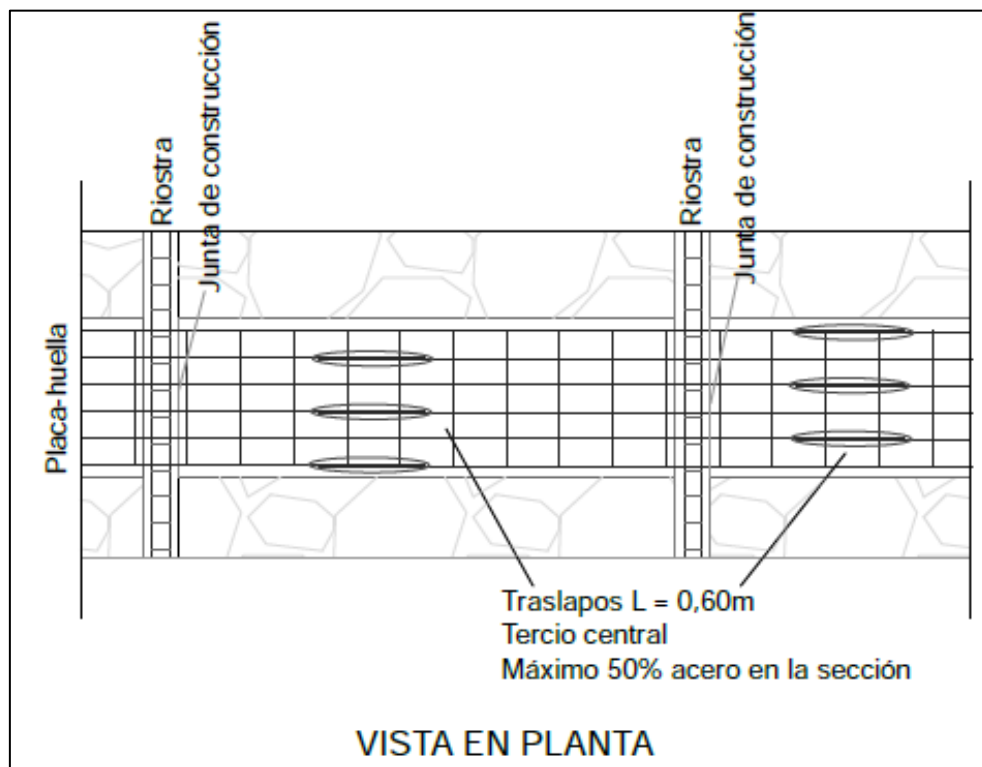 Riostra
Junta de construcción
Riostra
Junta de construcción
Placa-huella
Traslapos L = 0,60m
Tercio central
Máximo 50% acero en la sección
VISTA EN PLANTA